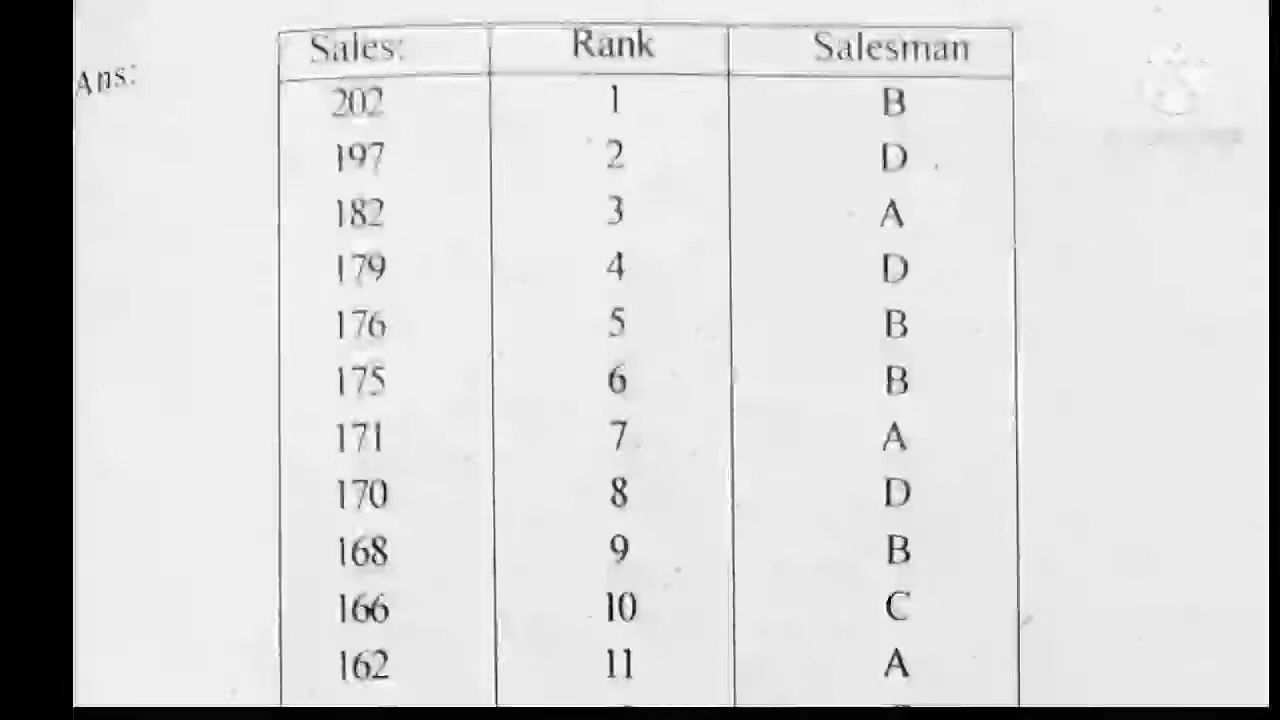 Ans:
Sales: Rank Salesman
202 1 B
197 2 D
182 3 A
179 4 D
176 5 B
175 6 B
171 7 A
170 8 D
168 9 B
166 10 C
162 11 A